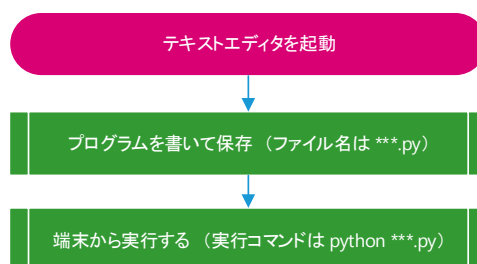 テキストエディタを起動
プログラムを書いて保存 （ファイル名は ***.py）
端末から実行する （実行コマンドは python ***.py）